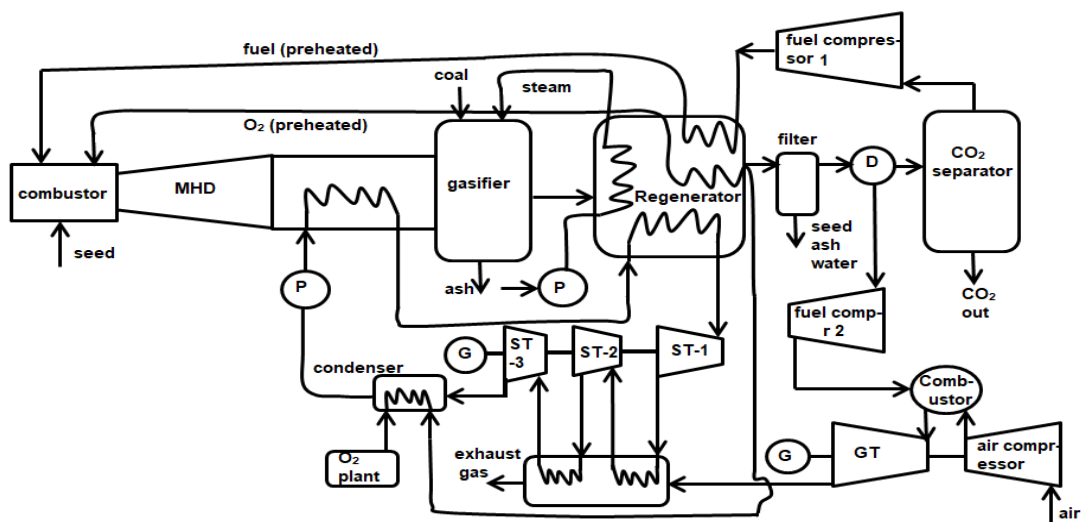 fuel (preheated)
fuel compres-
sor 1
coal
steam
O2 (preheated)
filter
combustor
MHD
gasifier
Regenerator
D
CO2
separator
seed
seed
ash
water
ash
P
P
CO2
out
fuel comp-
r 2
G
ST
-3
ST-2
ST-1
condenser
Comb-
ustor
O2
plant
exhaust
gas
G
GT
air compr-
essor
air